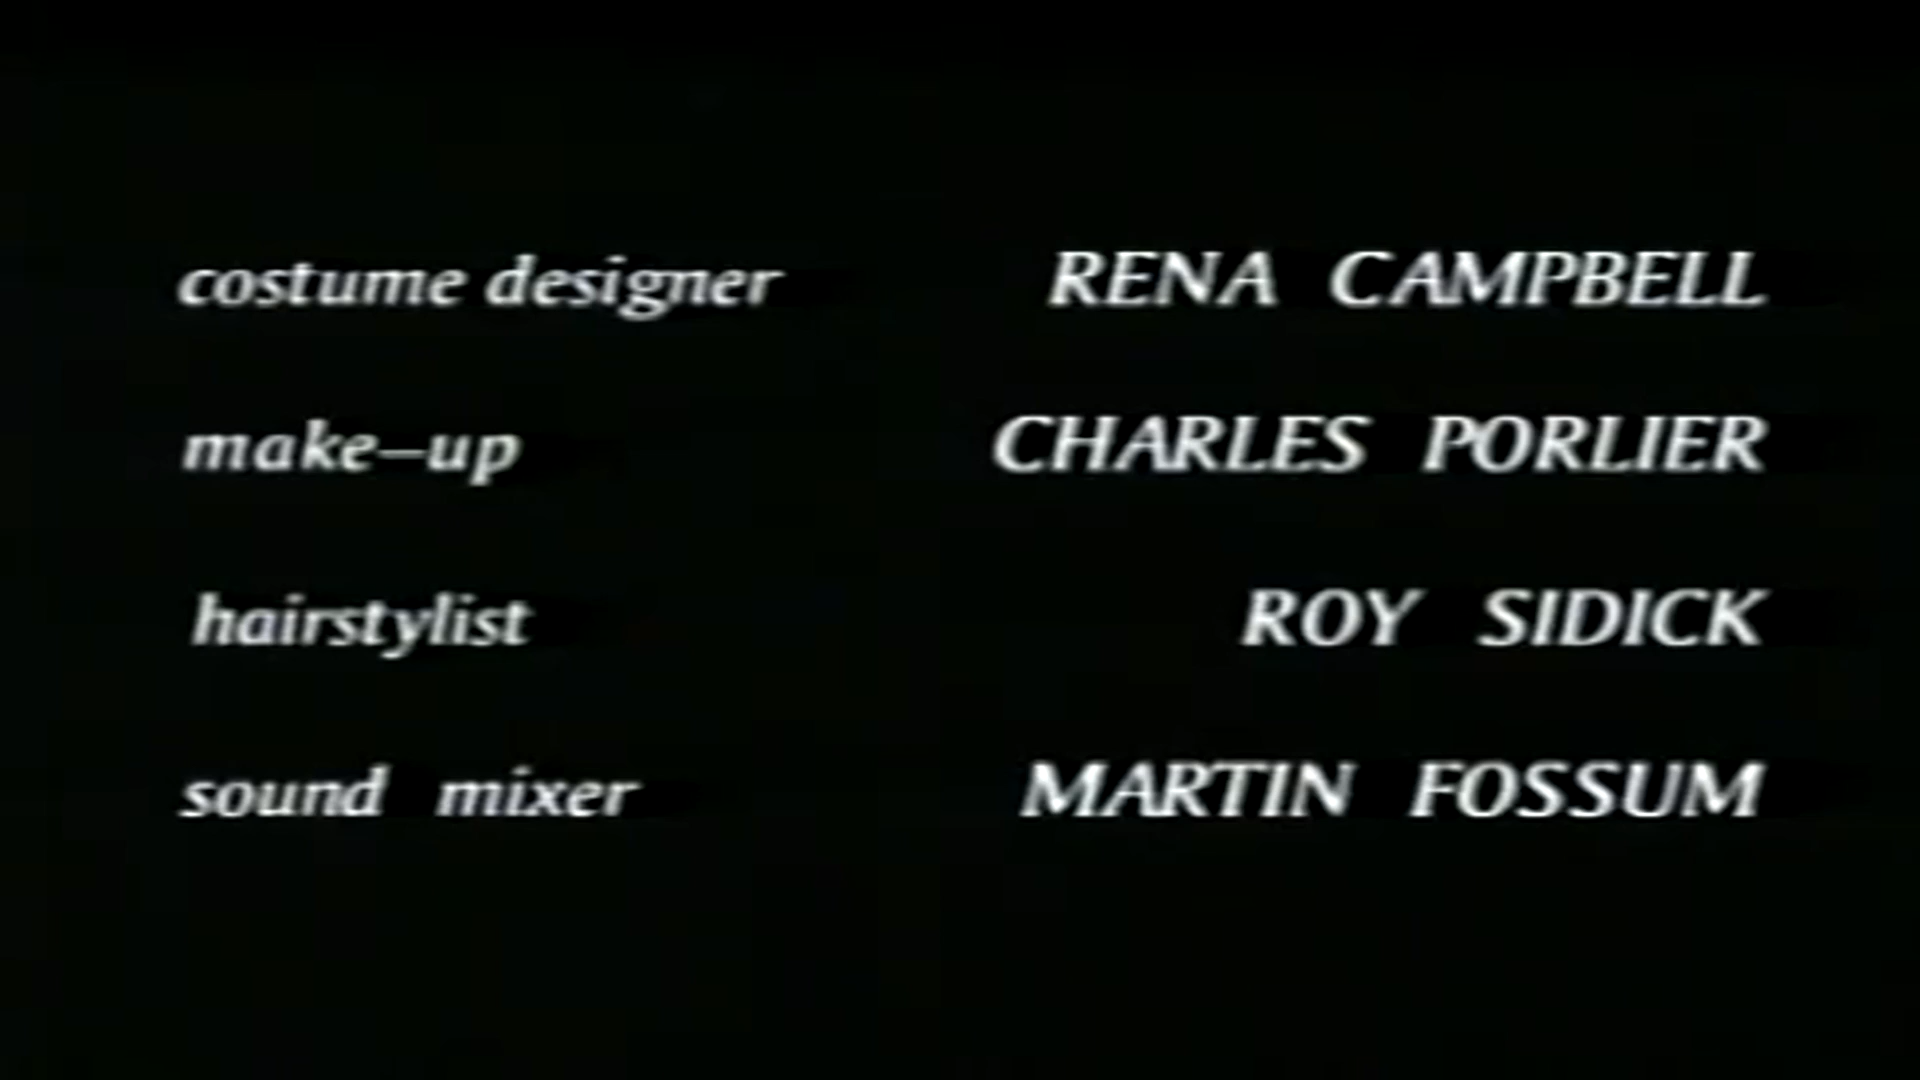 costume designer RENA CAMPBELL
make–up CHARLES PORLIER
hairstylist ROY SIDICK
sound mixer MARTIN FOSSUM